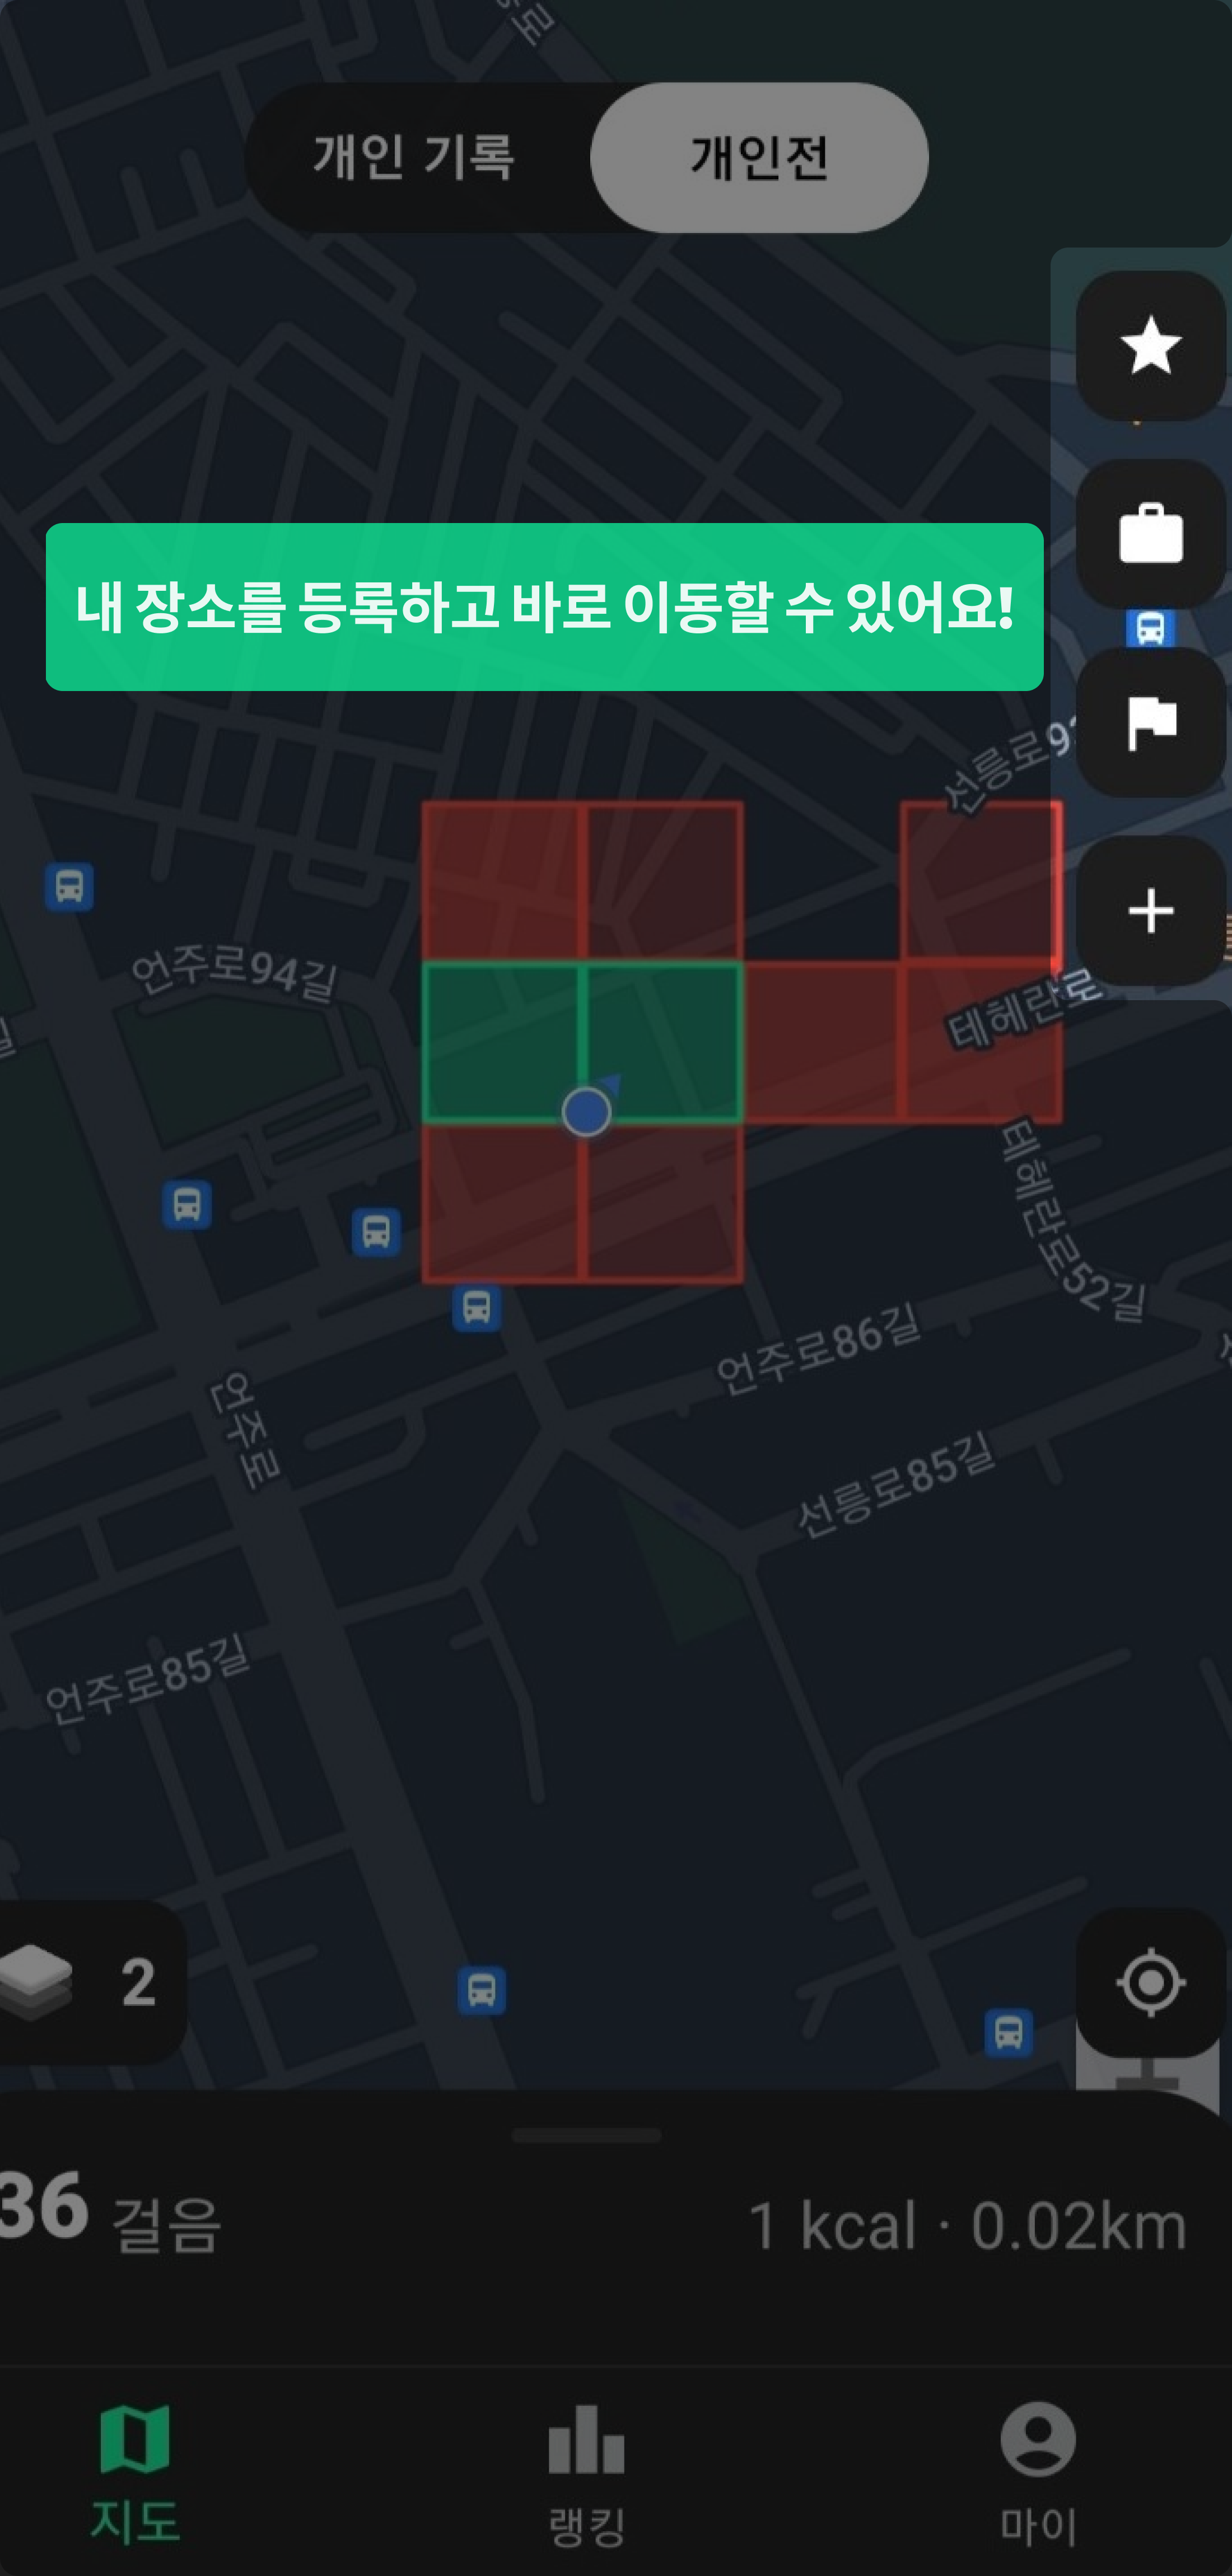 개인 기록
개인전
내 장소를 등록하고 바로 이동할 수 있어요!
언주로94길
테헤란로
테헤란로52길
언주로86길
언주로
선릉로85길
언주로85길
2
36 걸음
1 kcal · 0.02km
지도
랭킹
마이